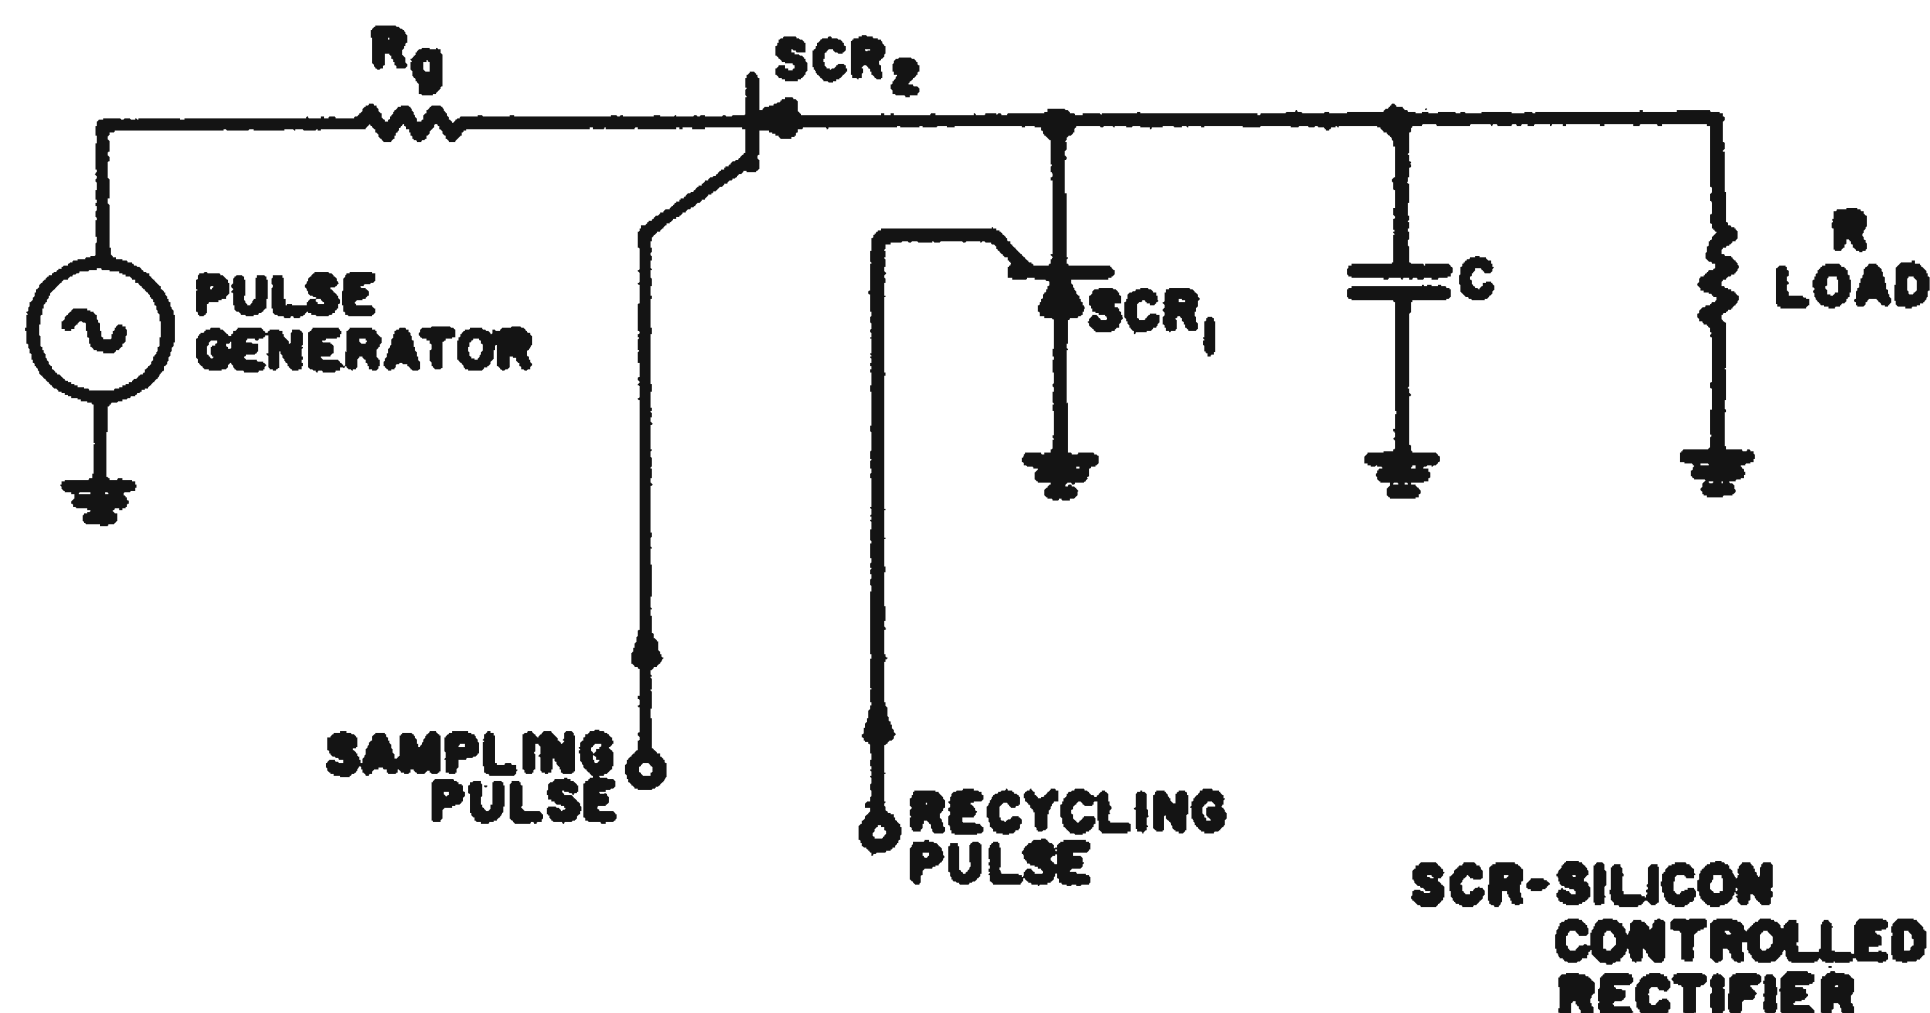 Rg
SCR2
PULSE
GENERATOR
SCR1
C
R
LOAD
SAMPLING
PULSE
RECYCLING
PULSE
SCR-SILICON
CONTROLLED
RECTIFIER